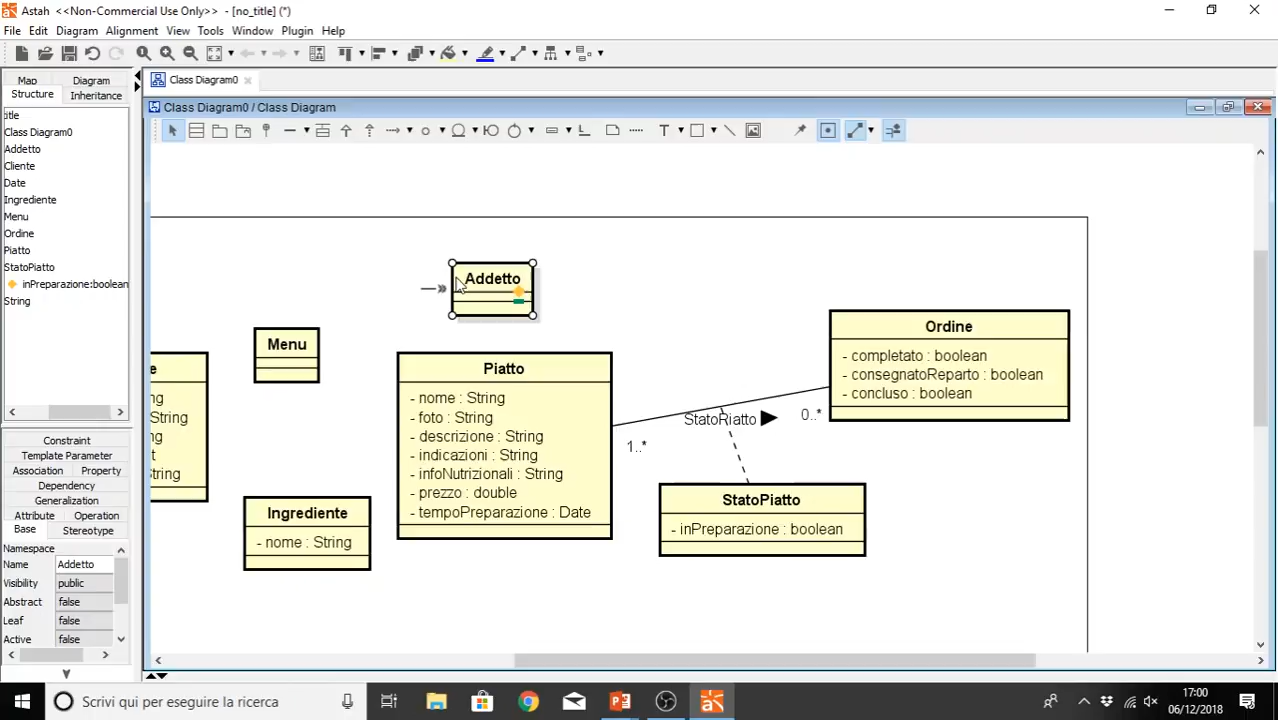 Astah <<Non-Commercial Use Only>> - [no_title] (*)
File Edit Diagram Alignment View Tools Window Plugin Help
Map Diagram
Structure Inheritance
Class Diagram0
Class Diagram0 / Class Diagram
title
Class Diagram0
Addetto
Cliente
Date
Ingrediente
Menu
Ordine
Piatto
StatoPiatto
inPreparazione:boolean
String
Constraint
Template Parameter
Association Property
Dependency
Generalization
Attribute Operation
Base Stereotype
Namespace
Name Addetto
Visibility public
Abstract false
Leaf false
Active false
Addetto
Menu
e
ng
String
ng
t
tring
Ingrediente
- nome : String
Piatto
- nome : String
- foto : String
- descrizione : String
- indicazioni : String
- infoNutrizionali : String
- prezzo : double
- tempoPreparazione : Date
1..*
StatoPiatto
0..*
Ordine
- completato : boolean
- consegnatoReparto : boolean
- concluso : boolean
StatoPiatto
- inPreparazione : boolean
Scrivi qui per eseguire la ricerca
17:00
06/12/2018